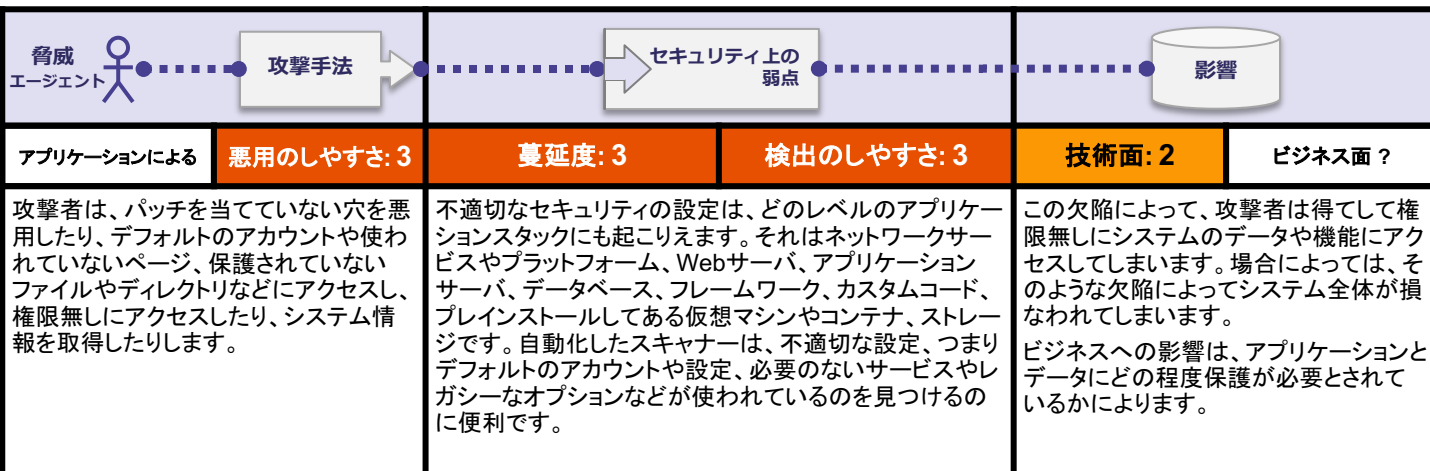 脅威
エージェント
攻撃手法
セキュリティ上の
弱点
影響
アプリケーションによる
悪用のしやすさ: 3
蔓延度: 3
検出のしやすさ: 3
技術面: 2
ビジネス面 ?
攻撃者は、パッチを当てていない穴を悪
用したり、デフォルトのアカウントや使わ
れていないページ、保護されていない
ファイルやディレクトリなどにアクセスし、
権限無しにアクセスしたり、システム情
報を取得したりします。
不適切なセキュリティの設定は、どのレベルのアプリケー
ションスタックにも起こりえます。それはネットワークサー
ビスやプラットフォーム、Webサーバ、アプリケーション
サーバ、データベース、フレームワーク、カスタムコード、
プレインストールしてある仮想マシンやコンテナ、ストレー
ジです。自動化したスキャナーは、不適切な設定、つまり
デフォルトのアカウントや設定、必要のないサービスやレ
ガシーなオプションなどが使われているのを見つけるの
に便利です。
この欠陥によって、攻撃者は得てして権
限無しにシステムのデータや機能にアク
セスしてしまいます。場合によっては、そ
のような欠陥によってシステム全体が損
なわれてしまいます。
ビジネスへの影響は、アプリケーションと
データにどの程度保護が必要とされて
いるかによります。